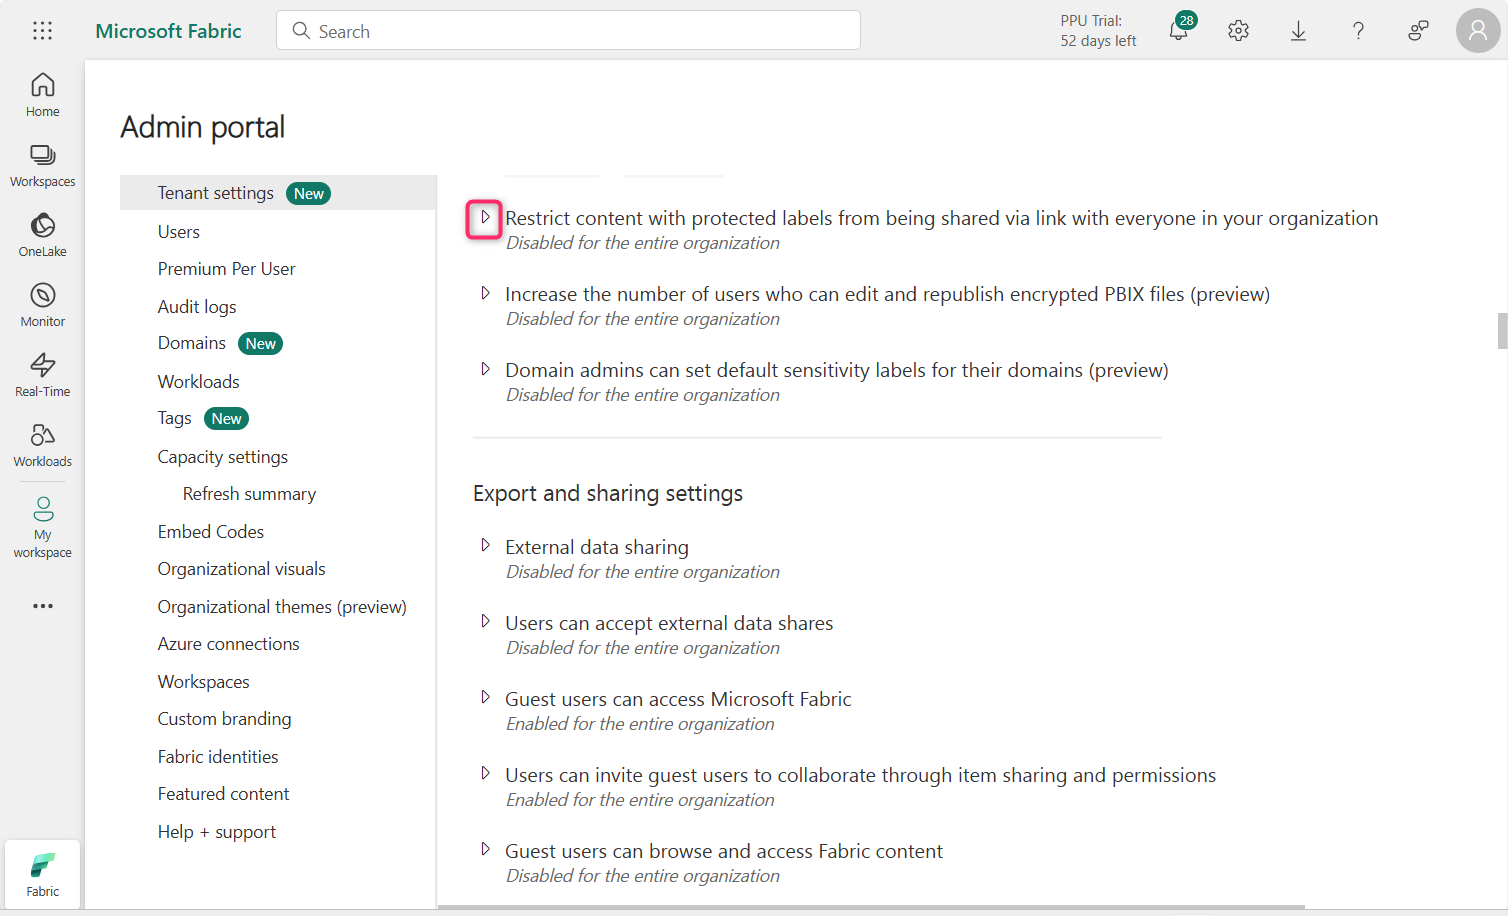 Microsoft Fabric
Search
PPU Trial:
52 days left
28
Home
Workspaces
OneLake
Monitor
Real-Time
Workloads
My
workspace
Fabric
Admin portal
Tenant settings New
Users
Premium Per User
Audit logs
Domains New
Workloads
Tags New
Capacity settings
Refresh summary
Embed Codes
Organizational visuals
Organizational themes (preview)
Azure connections
Workspaces
Custom branding
Fabric identities
Featured content
Help + support
Restrict content with protected labels from being shared via link with everyone in your organization
Disabled for the entire organization
Increase the number of users who can edit and republish encrypted PBIX files (preview)
Disabled for the entire organization
Domain admins can set default sensitivity labels for their domains (preview)
Disabled for the entire organization
Export and sharing settings
External data sharing
Disabled for the entire organization
Users can accept external data shares
Disabled for the entire organization
Guest users can access Microsoft Fabric
Enabled for the entire organization
Users can invite guest users to collaborate through item sharing and permissions
Enabled for the entire organization
Guest users can browse and access Fabric content
Disabled for the entire organization